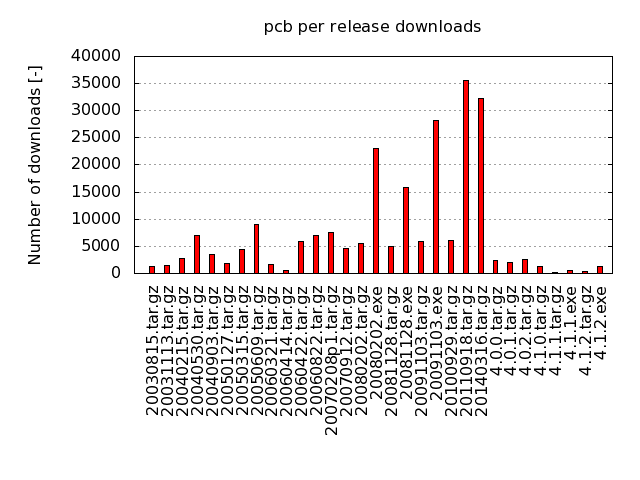 pcb per release downloads
Number of downloads [-]
40000
35000
30000
25000
20000
15000
10000
5000
0
20030815.tar.gz
20031113.tar.gz
20040215.tar.gz
20040530.tar.gz
20040903.tar.gz
20050127.tar.gz
20050315.tar.gz
20050609.tar.gz
20060321.tar.gz
20060414.tar.gz
20060422.tar.gz
20060822.tar.gz
20070208p1.tar.gz
20070912.tar.gz
20080202.tar.gz
20080202.exe
20081128.tar.gz
20081128.exe
20091103.tar.gz
20091103.exe
20100929.tar.gz
20110918.tar.gz
20140316.tar.gz
4.0.0.tar.gz
4.0.1.tar.gz
4.0.2.tar.gz
4.1.0.tar.gz
4.1.1.tar.gz
4.1.1.exe
4.1.2.tar.gz
4.1.2.exe